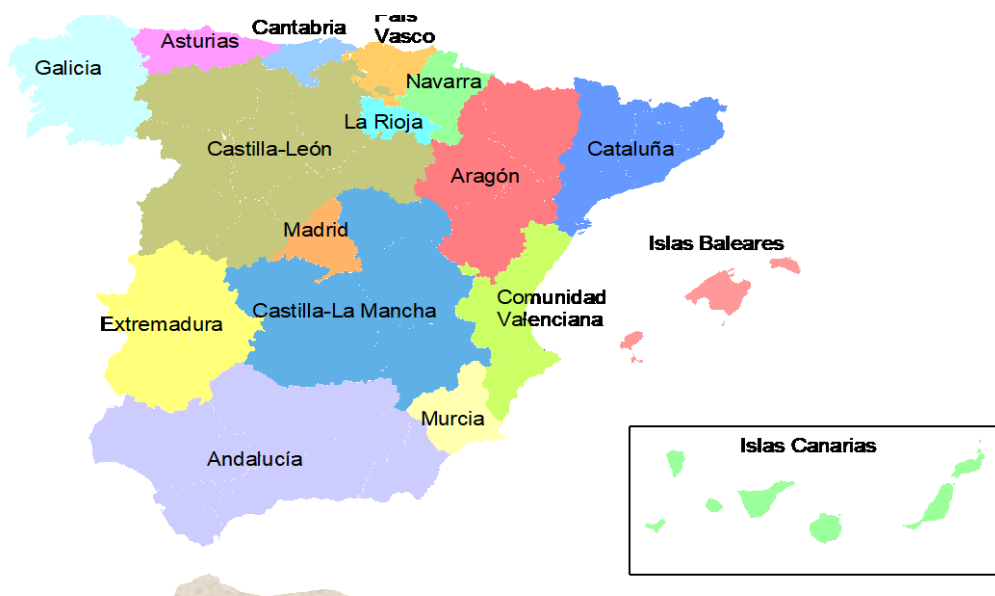 País
Vasco
Cantabria
Asturias
Galicia
Navarra
La Rioja
Castilla-León
Cataluña
Aragón
Madrid
Islas Baleares
Comunidad
Valenciana
Castilla-La Mancha
Extremadura
Murcia
Islas Canarias
Andalucía